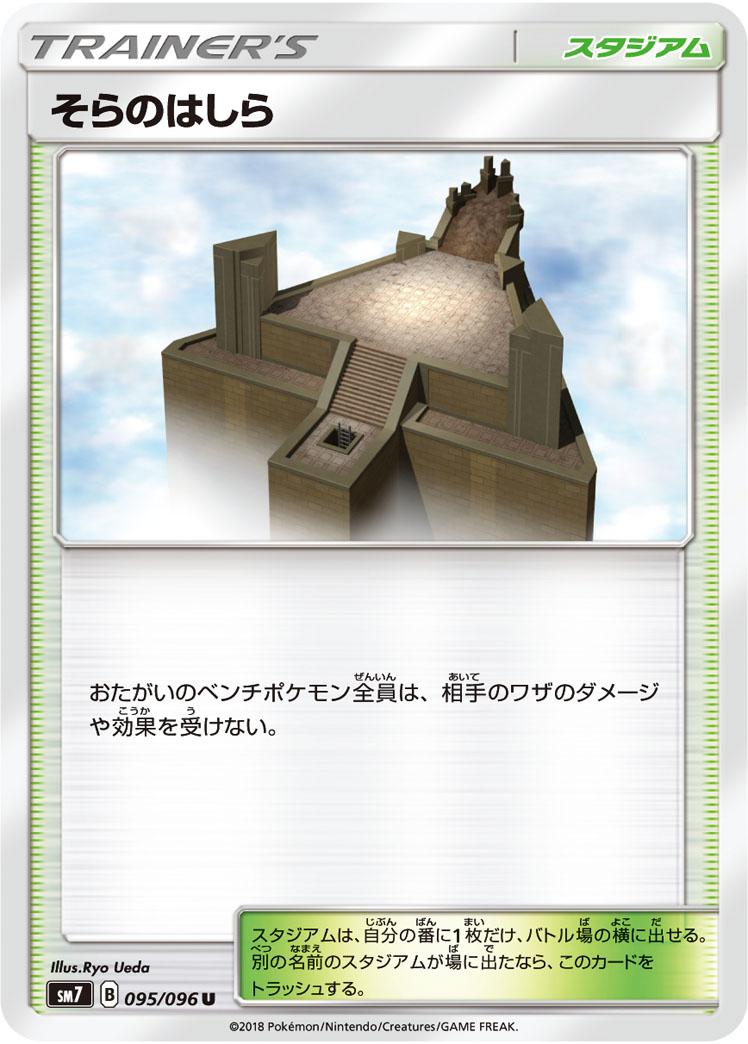 TRAINER'S
スタジアム
そらのはしら
おたがいのベンチポケモン全員は、相手のワザのダメージ
や効果を受けない。
スタジアムは、自分の番に1枚だけ、バトル場の横に出せる。
別の名前のスタジアムが場に出たなら、このカードを
トラッシュする。
Illus.Ryo Ueda
SM7 B 095/096 U
©2018 Pokémon/Nintendo/Creatures/GAME FREAK.